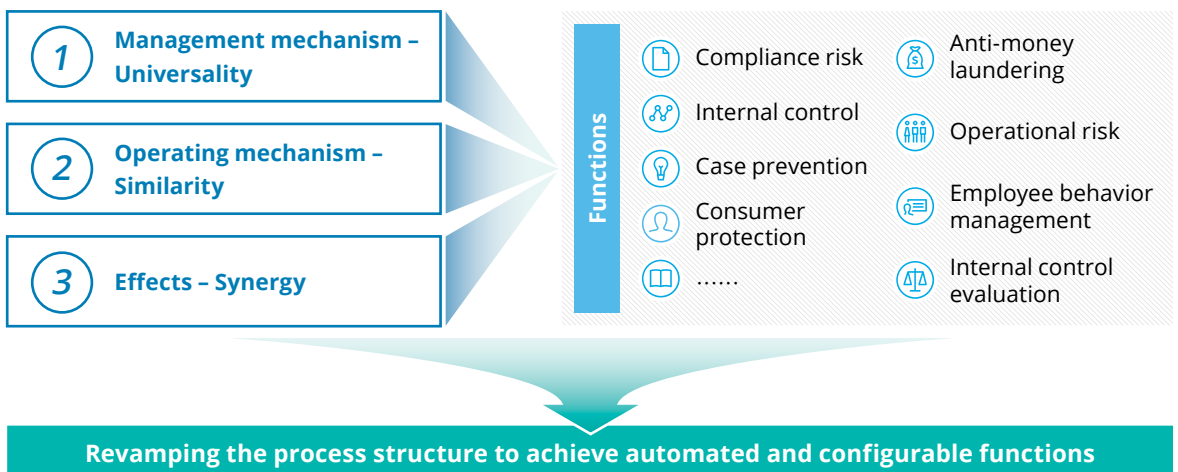 1
Management mechanism –
Universality
2
Operating mechanism –
Similarity
3
Effects – Synergy
Functions
Compliance risk
Internal control
Case prevention
Consumer
protection
......
Anti-money
laundering
Operational risk
Employee behavior
management
Internal control
evaluation
Revamping the process structure to achieve automated and configurable functions